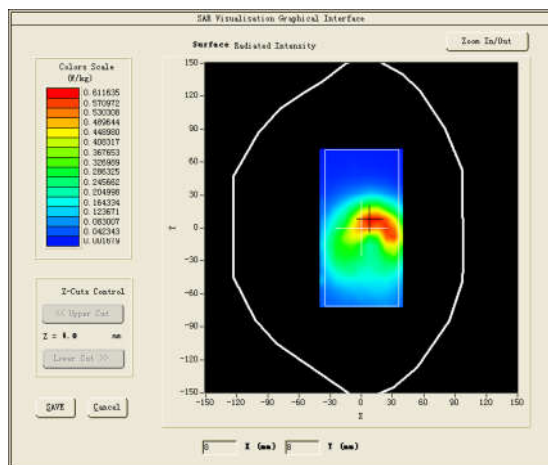 SAR Visualisation Graphical Interface
Surface Radiated Intensity
Zoom In/Out
Colors Scale
(W/kg)
0.611635
0.570972
0.530308
0.489644
0.448980
0.408317
0.367653
0.326989
0.286325
0.245662
0.204998
0.164334
0.123671
0.083007
0.042343
0.001679
150
120
90
60
30
0
-30
-60
-90
-120
-150
Y
-150 -120 -90 -60 -30 0 30 60 90 120 150
X
Z-Cuts Control
<< Upper Cut
Z = 4.0 mm
Lower Cut >>
SAVE Cancel
8 X (mm) 8 Y (mm)